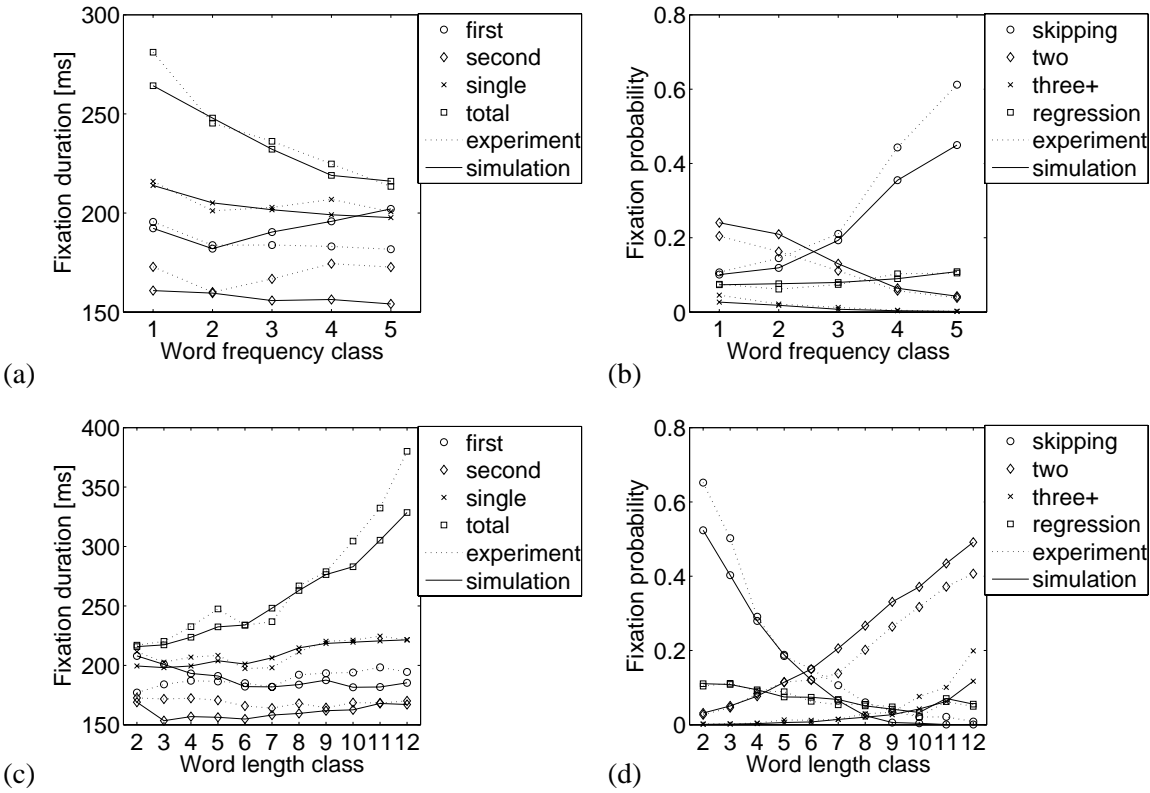 300
250
200
150
Fixation duration [ms]
1 2 3 4 5
Word frequency class
first
second
single
total
experiment
simulation
(a)
0.8
0.6
0.4
0.2
0
Fixation probability
1 2 3 4 5
Word frequency class
skipping
two
three+
regression
experiment
simulation
(b)
400
350
300
250
200
150
Fixation duration [ms]
2 3 4 5 6 7 8 9 10 11 12
Word length class
first
second
single
total
experiment
simulation
(c)
0.8
0.6
0.4
0.2
0
Fixation probability
2 3 4 5 6 7 8 9 10 11 12
Word length class
skipping
two
three+
regression
experiment
simulation
(d)